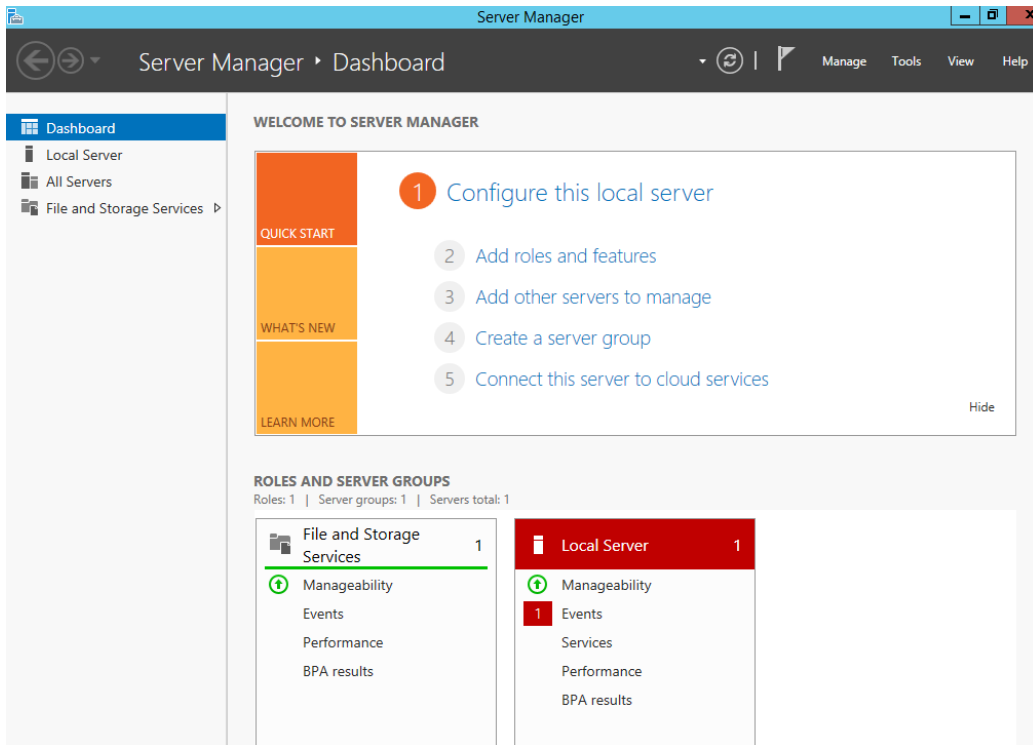 Server Manager
Server Manager ‣ Dashboard
Manage Tools View Help
Dashboard
Local Server
All Servers
File and Storage Services
WELCOME TO SERVER MANAGER
QUICK START
WHAT'S NEW
LEARN MORE
1 Configure this local server
2 Add roles and features
3 Add other servers to manage
4 Create a server group
5 Connect this server to cloud services
Hide
ROLES AND SERVER GROUPS
Roles: 1 | Server groups: 1 | Servers total: 1
File and Storage
Services 1
Manageability
Events
Performance
BPA results
Local Server 1
Manageability
1 Events
Services
Performance
BPA results